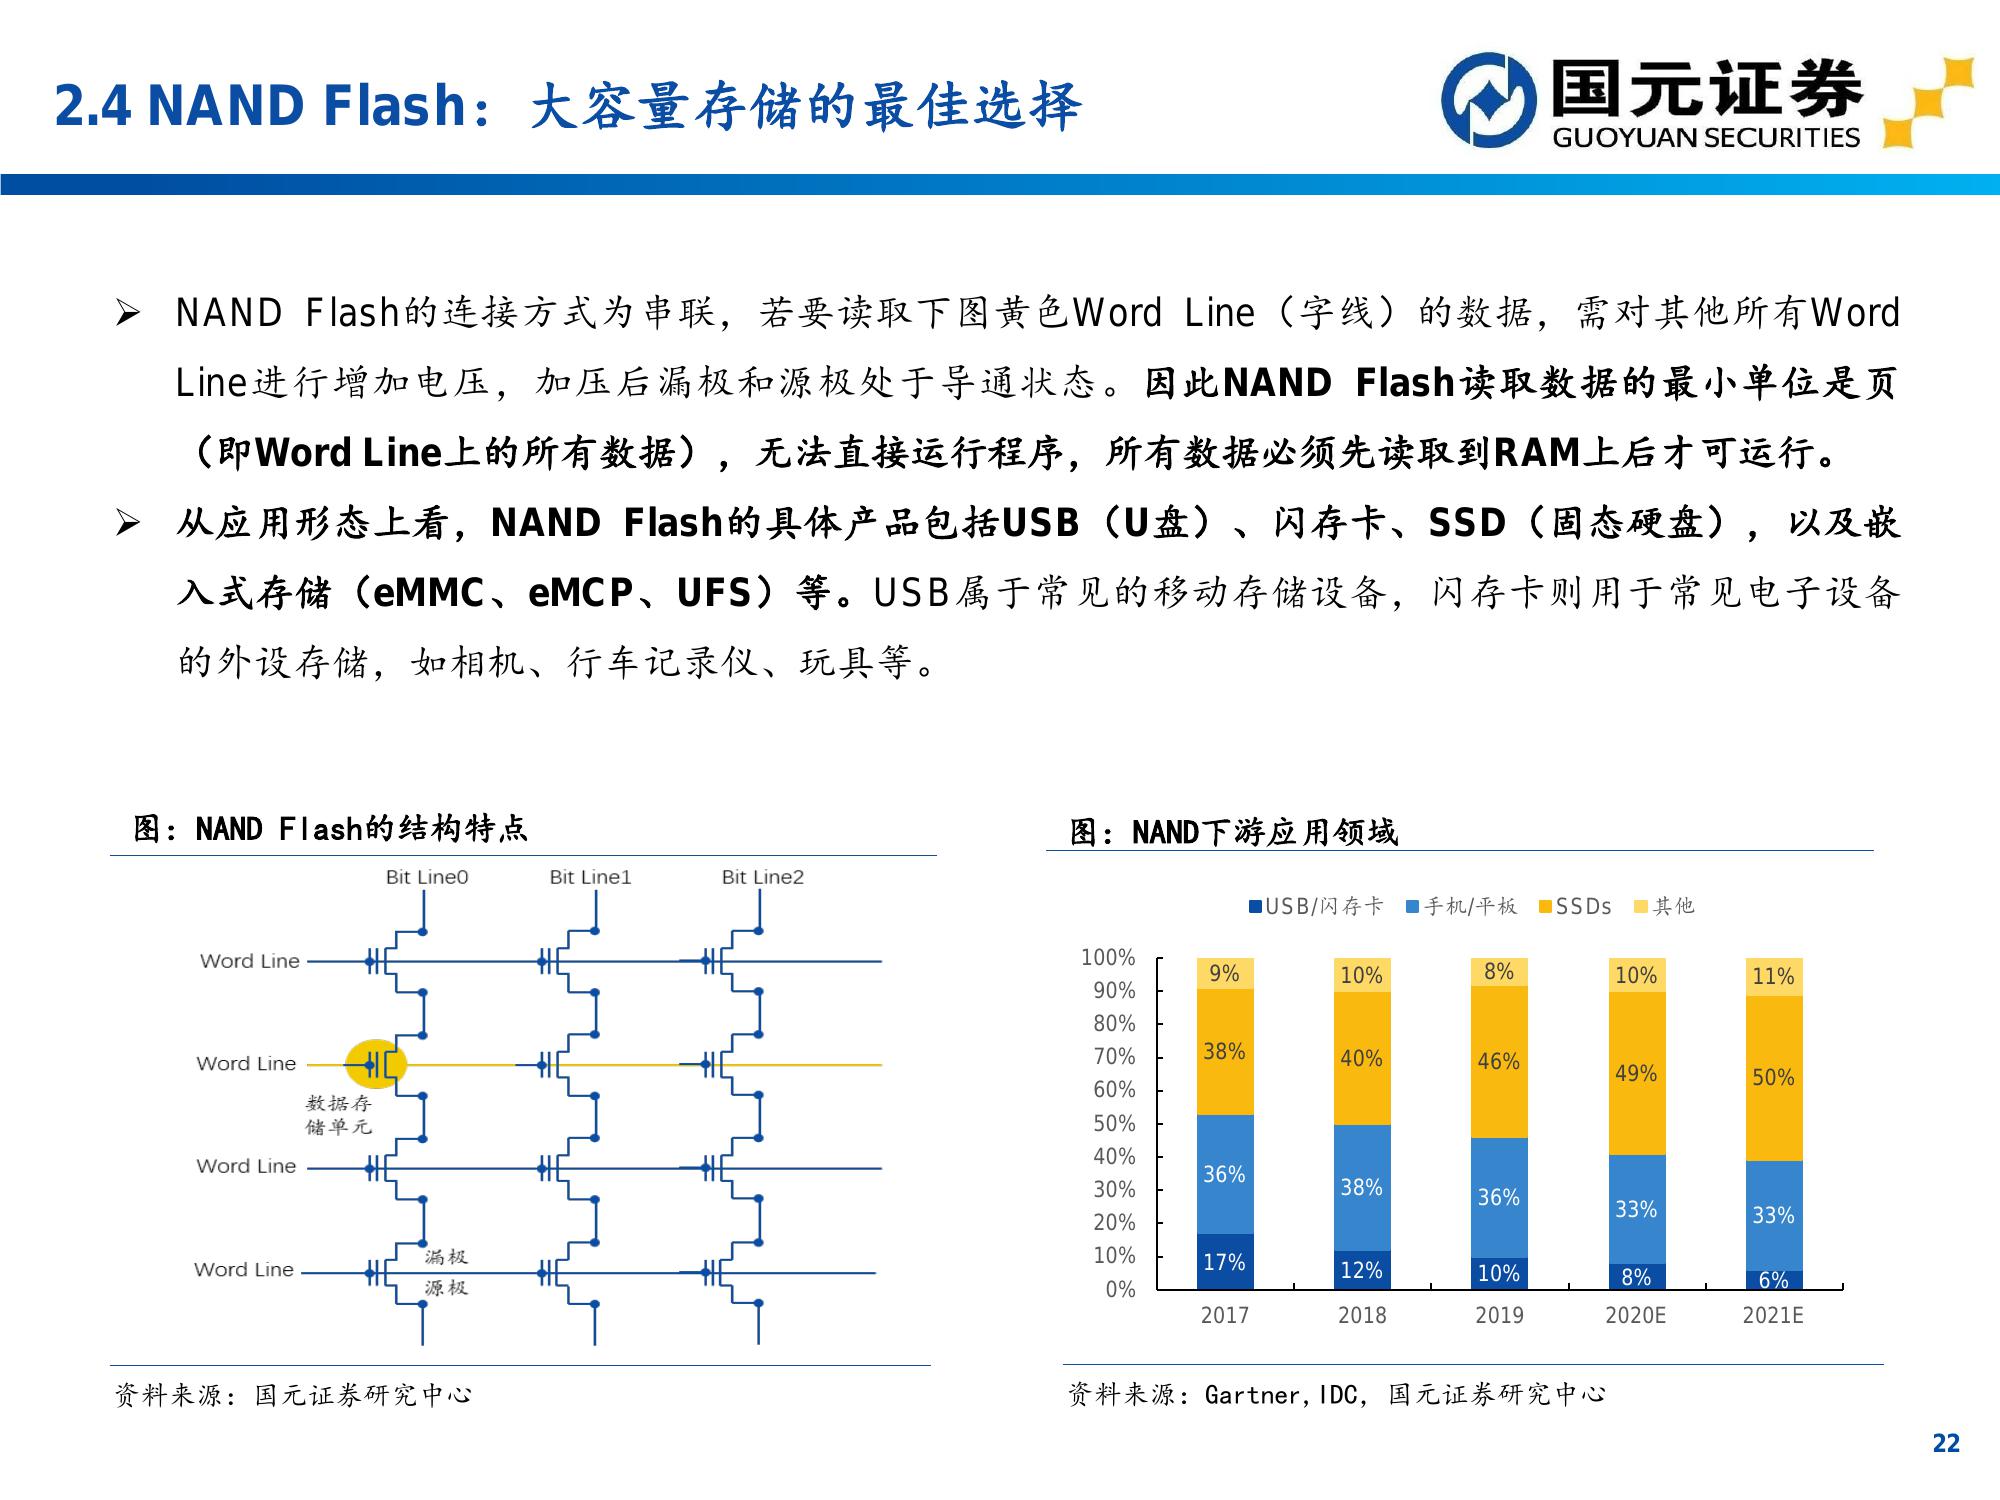 2.4 NAND Flash：大容量存储的最佳选择
国元证券
GUOYUAN SECURITIES
➢ NAND Flash的连接方式为串联，若要读取下图黄色Word Line（字线）的数据，需对其他所有Word
Line进行增加电压，加压后漏极和源极处于导通状态。因此NAND Flash读取数据的最小单位是页
（即Word Line上的所有数据），无法直接运行程序，所有数据必须先读取到RAM上后才可运行。
➢ 从应用形态上看，NAND Flash的具体产品包括USB（U盘）、闪存卡、SSD（固态硬盘），以及嵌
入式存储（eMMC、eMCP、UFS）等。USB属于常见的移动存储设备，闪存卡则用于常见电子设备
的外设存储，如相机、行车记录仪、玩具等。
图：NAND Flash的结构特点
Bit Line0 Bit Line1 Bit Line2
Word Line
Word Line
数据存
储单元
Word Line
漏极
Word Line
源极
资料来源：国元证券研究中心
图：NAND下游应用领域
USB/闪存卡 手机/平板 SSDs 其他
100%
90%
80%
70%
60%
50%
40%
30%
20%
10%
0%
9% 10% 8% 10% 11%
38% 40% 46% 49% 50%
36% 38% 36% 33% 33%
17% 12% 10% 8% 6%
2017 2018 2019 2020E 2021E
资料来源：Gartner,IDC，国元证券研究中心
22